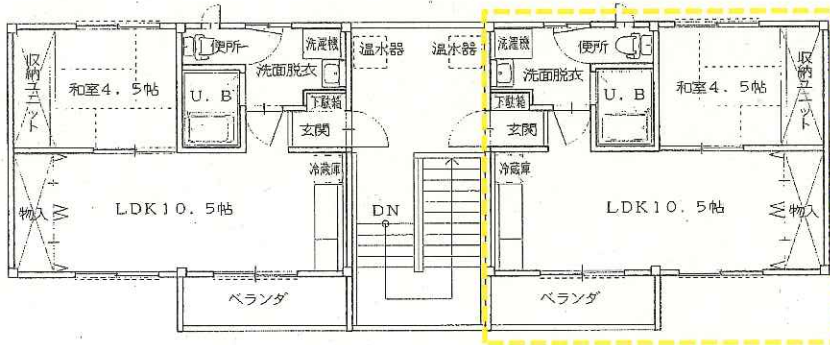 便所
洗濯機
温水器
温水器
洗濯機
便所
収納ユニット
和室4.5帖
洗面脱衣
洗面脱衣
和室4.5帖
収納ユニット
U.B
下駄箱
下駄箱
U.B
玄関
玄関
冷蔵庫
冷蔵庫
物入
LDK10.5帖
DN
LDK10.5帖
物入
ベランダ
ベランダ